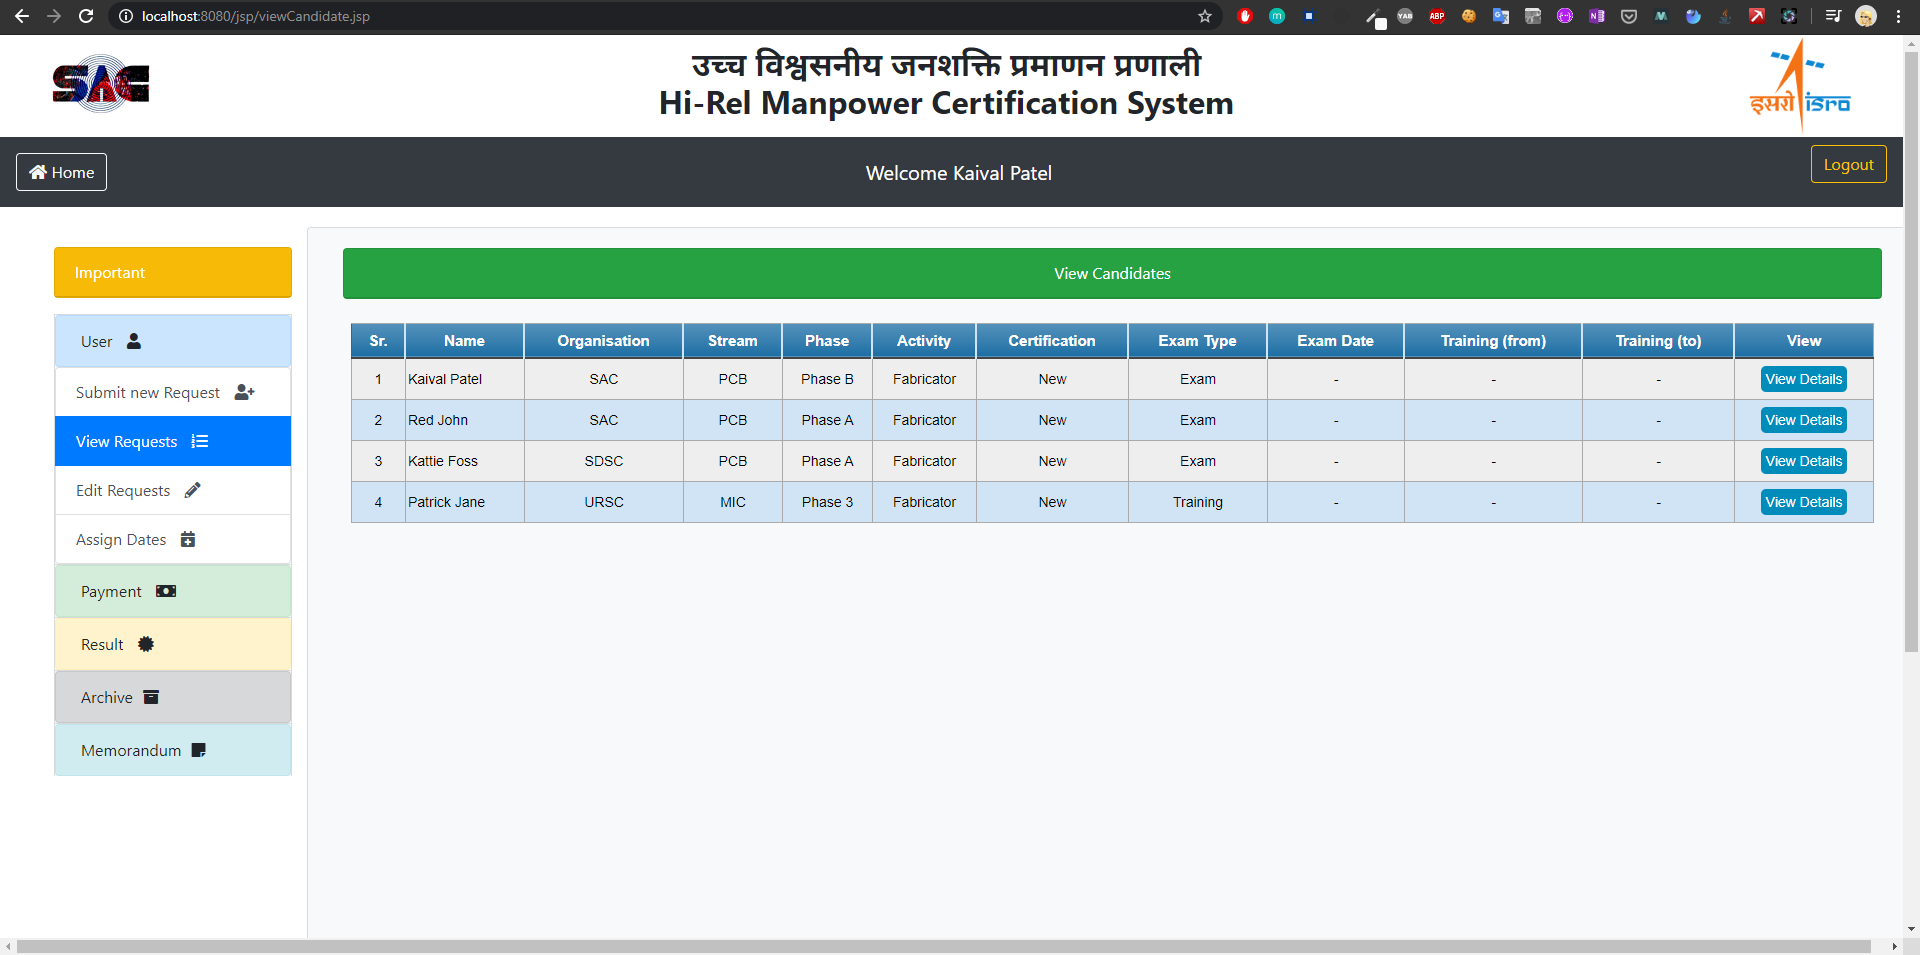 localhost:8080/jsp/viewCandidate.jsp
YAB
ABP
SAC
उच्च विश्वसनीय जनशक्ति प्रमाणन प्रणाली
Hi-Rel Manpower Certification System
इसरो isro
Home
Welcome Kaival Patel
Logout
Important
User
Submit new Request
View Requests
Edit Requests
Assign Dates
Payment
Result
Archive
Memorandum
View Candidates
Sr. Name Organisation Stream Phase Activity Certification Exam Type Exam Date Training (from) Training (to) View
1 Kaival Patel SAC PCB Phase B Fabricator New Exam - - - View Details
2 Red John SAC PCB Phase A Fabricator New Exam - - - View Details
3 Kattie Foss SDSC PCB Phase A Fabricator New Exam - - - View Details
4 Patrick Jane URSC MIC Phase 3 Fabricator New Training - - - View Details